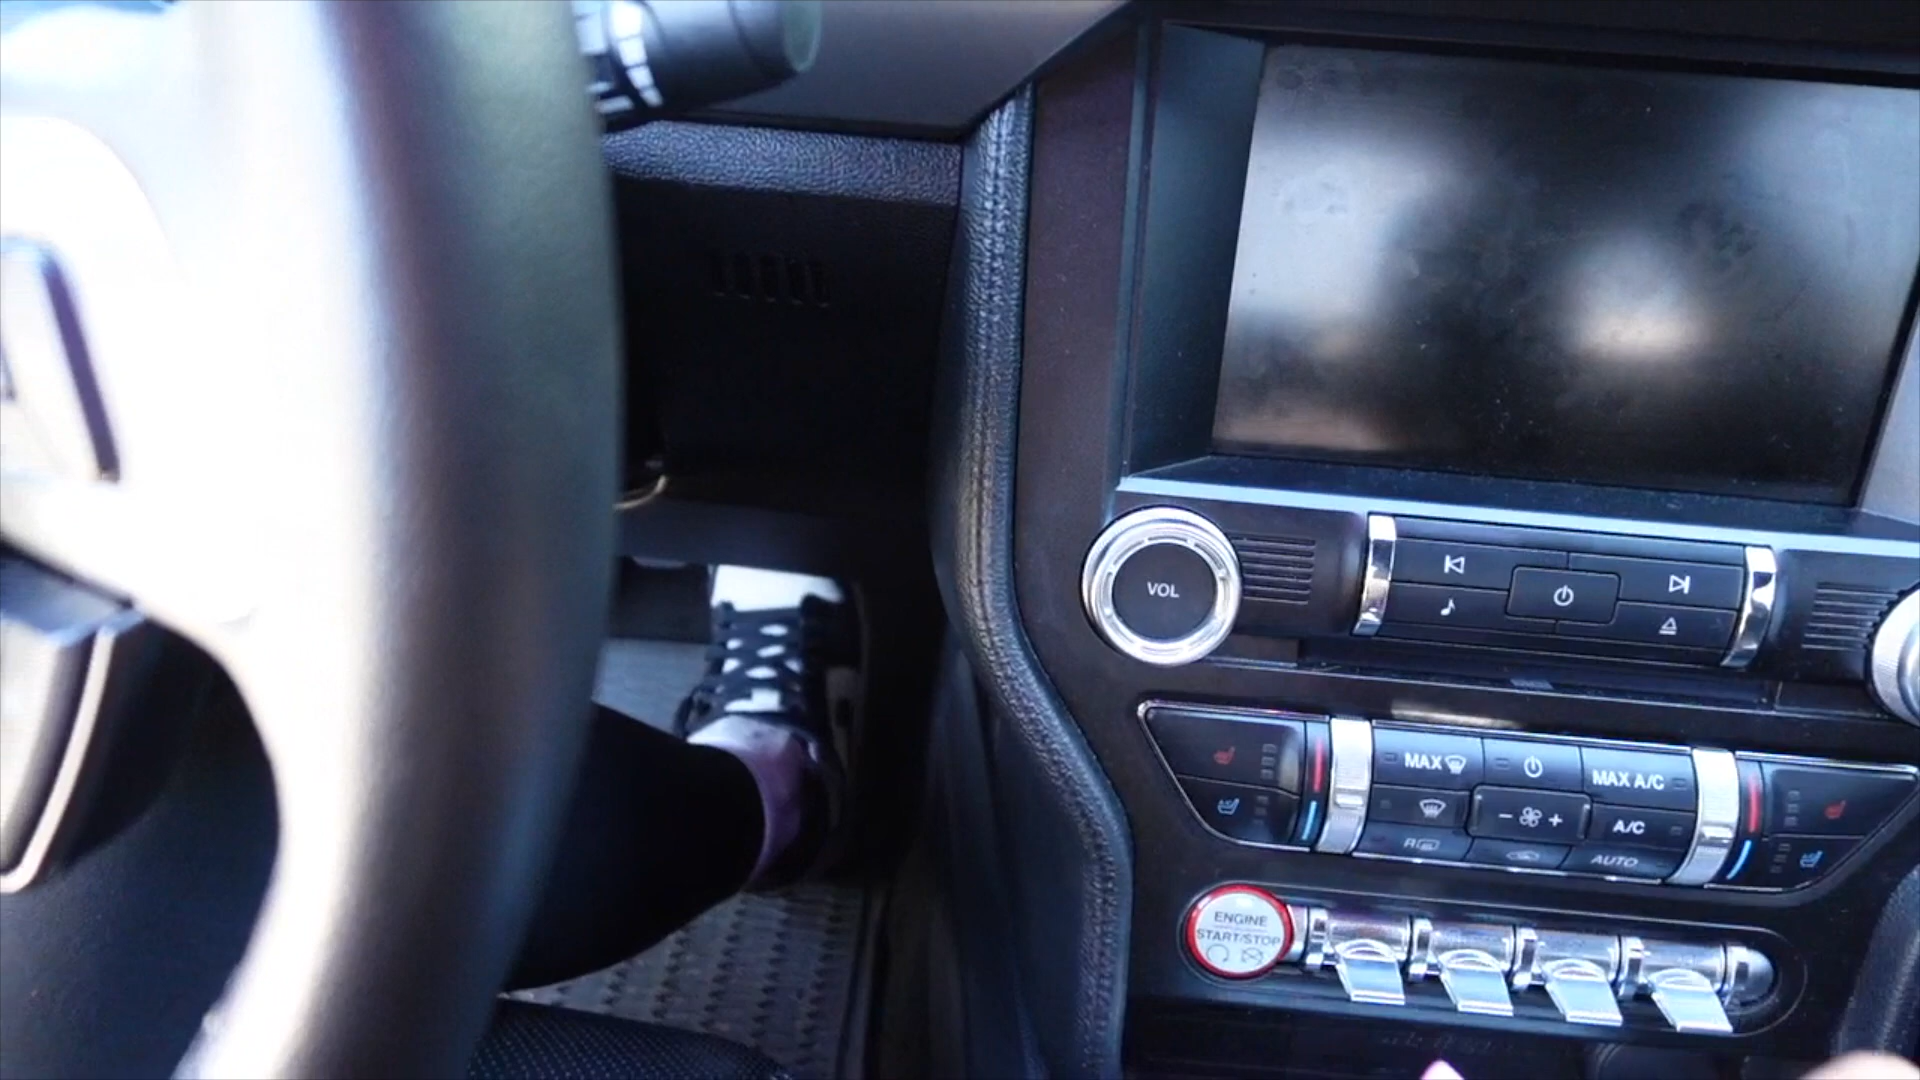 VOL
MAX
MAX A/C
- +
A/C
R
AUTO
ENGINE
START/STOP